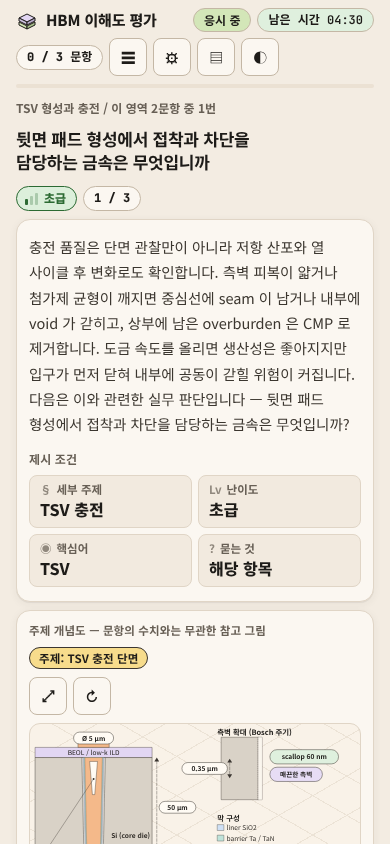 HBM 이해도 평가
응시 중
남은 시간 04:30
0 / 3 문항
TSV 형성과 충전 / 이 영역 2문항 중 1번
뒷면 패드 형성에서 접착과 차단을
담당하는 금속은 무엇입니까
초급
1 / 3
충전 품질은 단면 관찰만이 아니라 저항 산포와 열
사이클 후 변화로도 확인합니다. 측벽 피복이 얇거나
첨가제 균형이 깨지면 중심선에 seam 이 남거나 내부에
void 가 갇히고, 상부에 남은 overburden 은 CMP 로
제거합니다. 도금 속도를 올리면 생산성은 좋아지지만
입구가 먼저 닫혀 내부에 공동이 갇힐 위험이 커집니다.
다음은 이와 관련한 실무 판단입니다 — 뒷면 패드
형성에서 접착과 차단을 담당하는 금속은 무엇입니까?
제시 조건
§ 세부 주제
TSV 충전
Lv 난이도
초급
◉ 핵심어
TSV
? 묻는 것
해당 항목
주제 개념도 — 문항의 수치와는 무관한 참고 그림
주제: TSV 충전 단면
Ø 5 µm
BEOL / low-k ILD
50 µm
Si (core die)
측벽 확대 (Bosch 주기)
0.35 µm
scallop 60 nm
매끈한 측벽
막 구성
liner SiO2
barrier Ta / TaN